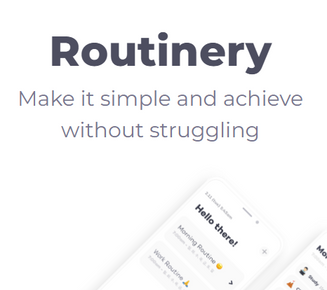 Routinery
Make it simple and achieve
without struggling
Hello there!
Morning Routine 😀
Work Routine 🙏